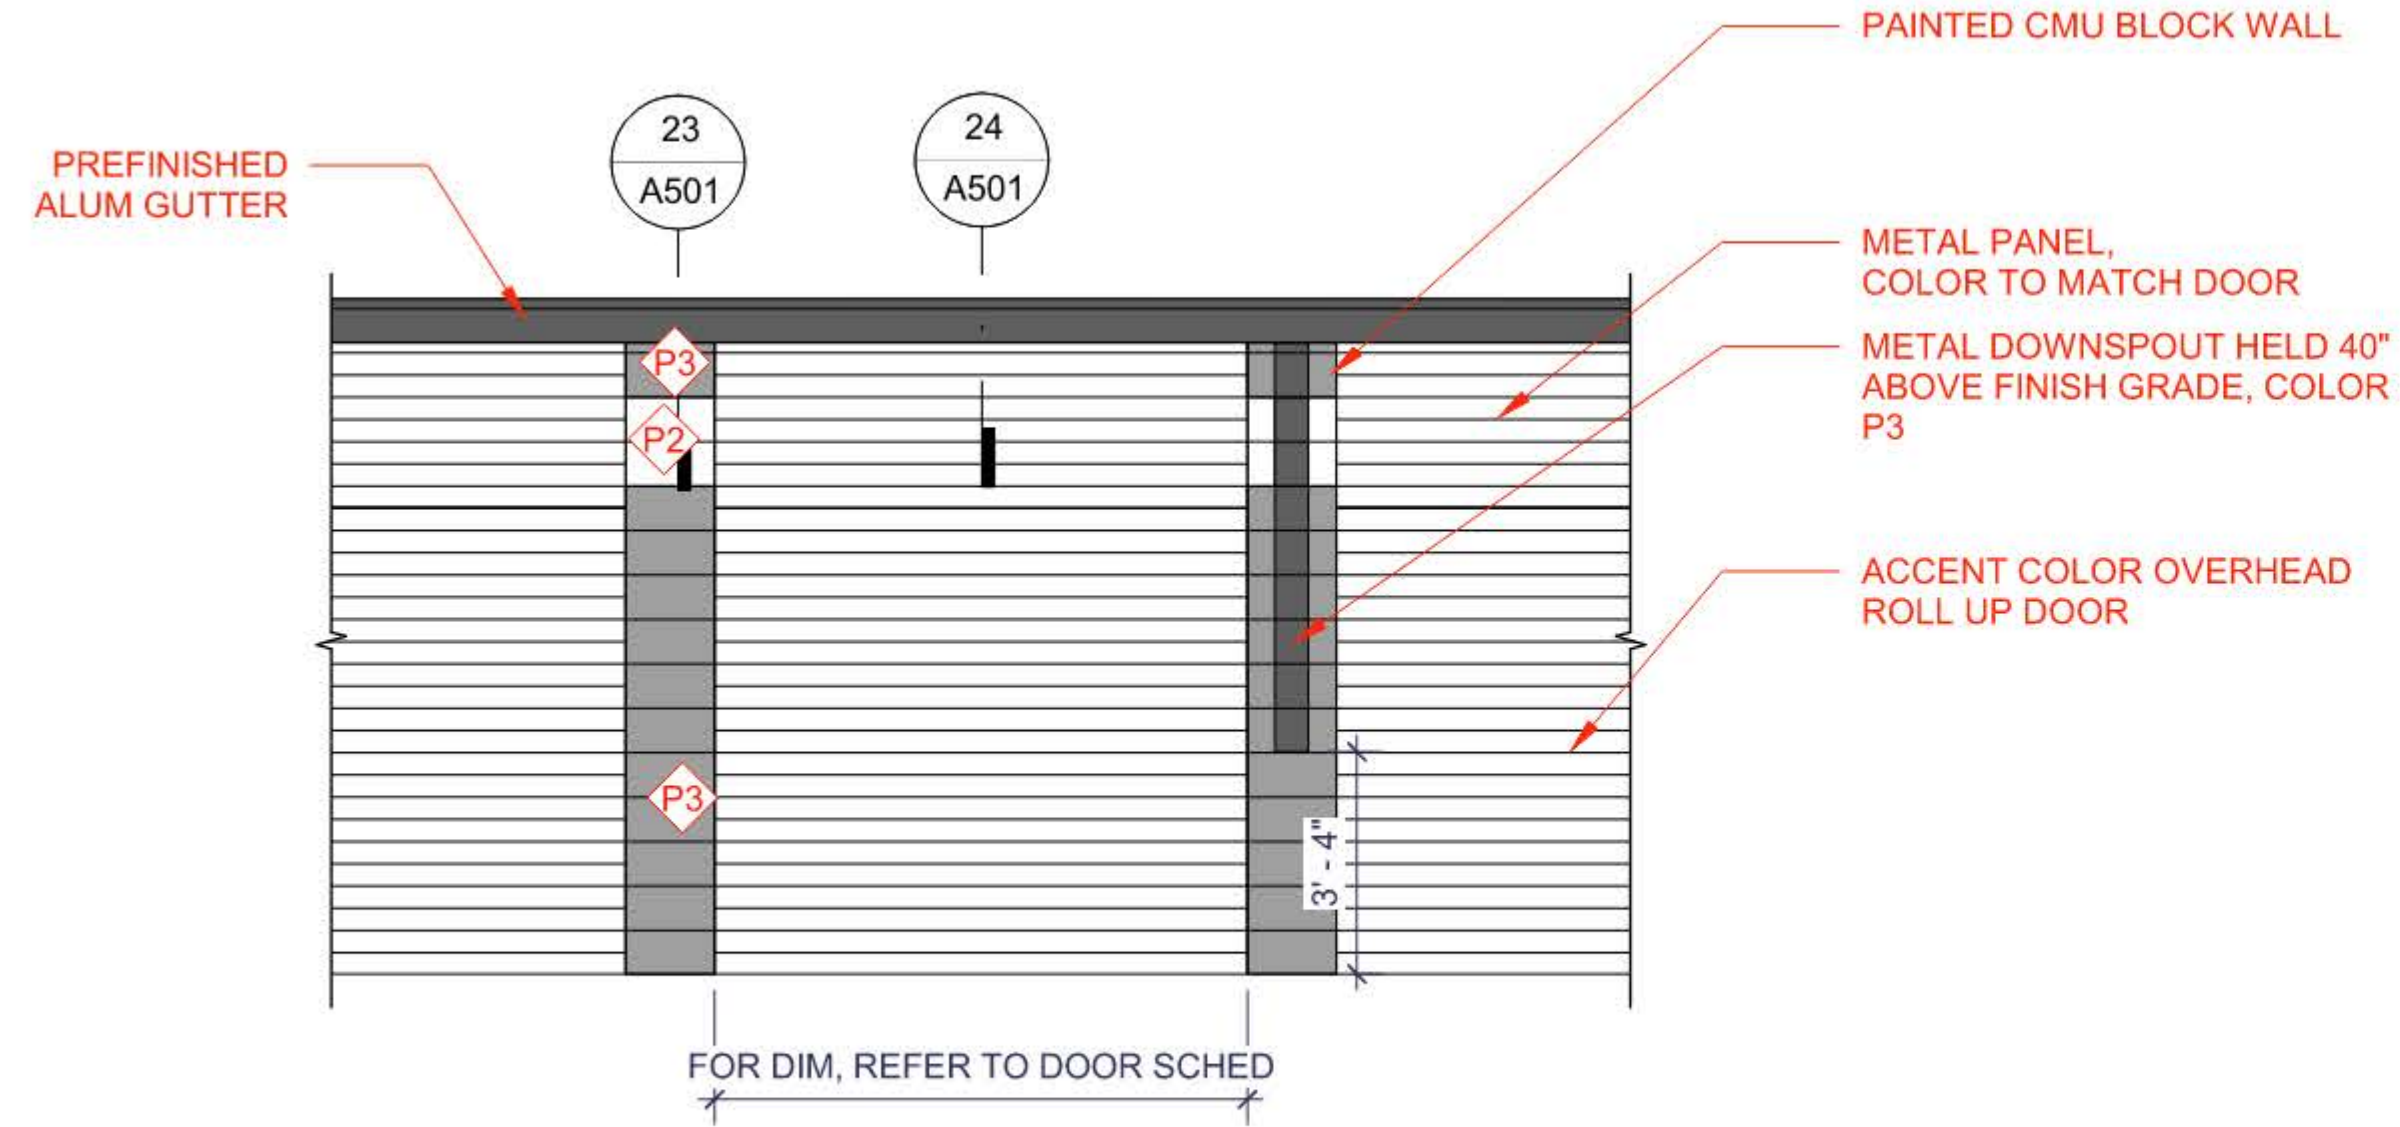 PAINTED CMU BLOCK WALL
23
A501
24
A501
PREFINISHED
ALUM GUTTER
METAL PANEL,
COLOR TO MATCH DOOR
METAL DOWNSPOUT HELD 40"
ABOVE FINISH GRADE, COLOR
P3
P3
P2
ACCENT COLOR OVERHEAD
ROLL UP DOOR
P3
3' - 4"
FOR DIM, REFER TO DOOR SCHED